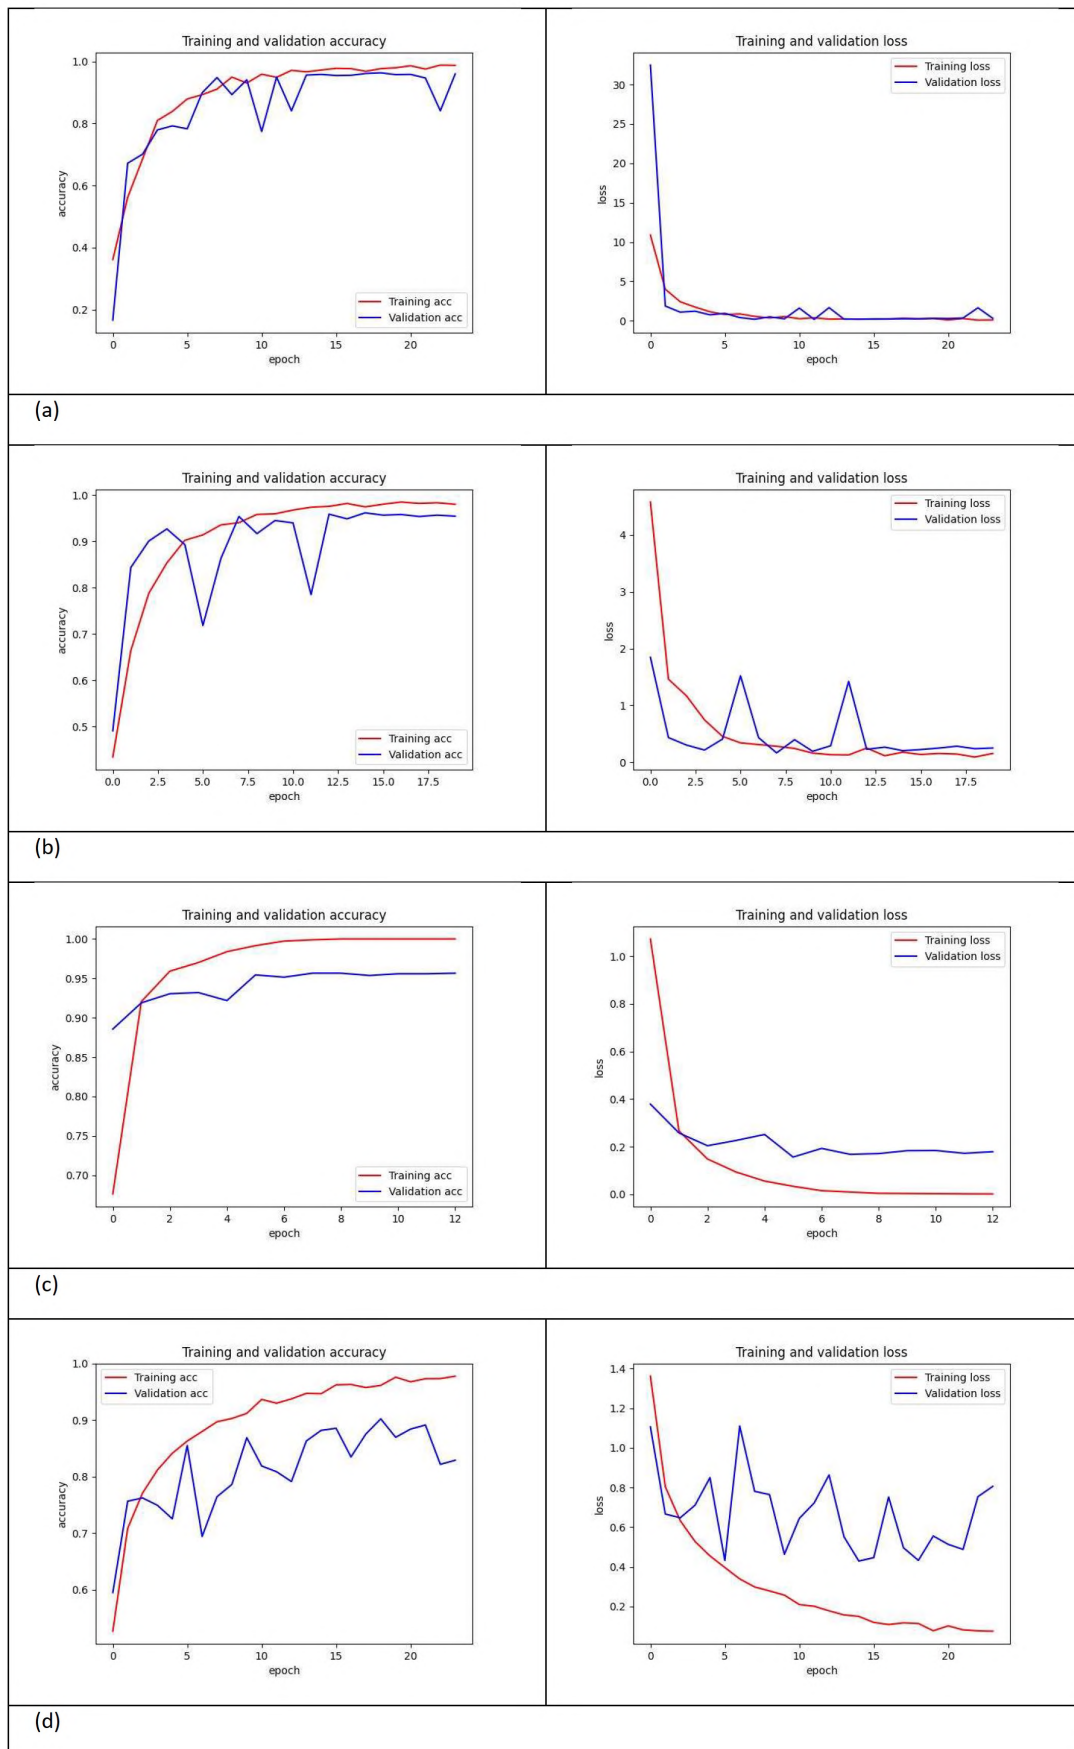 Training and validation accuracy
1.0
0.8
0.6
0.4
0.2
accuracy
Training acc
Validation acc
0 5 10 15 20
epoch
Training and validation loss
30
25
20
15
10
5
0
loss
Training loss
Validation loss
0 5 10 15 20
epoch
(a)
Training and validation accuracy
1.0
0.9
0.8
0.7
0.6
0.5
accuracy
Training acc
Validation acc
0.0 2.5 5.0 7.5 10.0 12.5 15.0 17.5
epoch
Training and validation loss
4
3
2
1
0
loss
Training loss
Validation loss
0.0 2.5 5.0 7.5 10.0 12.5 15.0 17.5
epoch
(b)
Training and validation accuracy
1.00
0.95
0.90
0.85
0.80
0.75
0.70
accuracy
Training acc
Validation acc
0 2 4 6 8 10 12
epoch
Training and validation loss
1.0
0.8
0.6
0.4
0.2
0.0
loss
Training loss
Validation loss
0 2 4 6 8 10 12
epoch
(c)
Training and validation accuracy
1.0
0.9
0.8
0.7
0.6
accuracy
Training acc
Validation acc
0 5 10 15 20
epoch
Training and validation loss
1.4
1.2
1.0
0.8
0.6
0.4
0.2
loss
Training loss
Validation loss
0 5 10 15 20
epoch
(d)